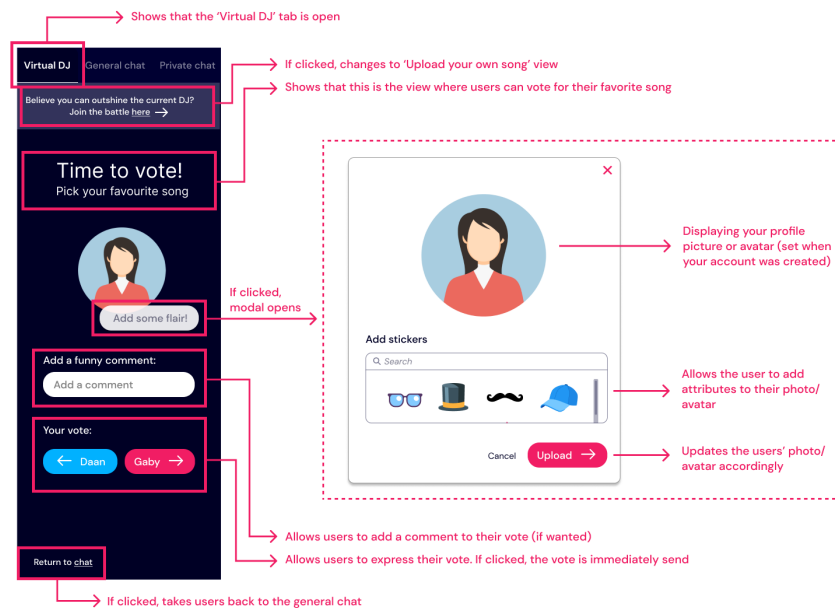 Shows that the ‘Virtual DJ’ tab is open
Virtual DJ General chat Private chat
If clicked, changes to ‘Upload your own song’ view
Shows that this is the view where users can vote for their favorite song
Believe you can outshine the current DJ?
Join the battle here →
Time to vote!
Pick your favourite song
If clicked,
modal opens
Add some flair!
Add a funny comment:
Add a comment
Your vote:
← Daan Gaby →
Return to chat
Displaying your profile
picture or avatar (set when
your account was created)
Add stickers
Search
Allows the user to add
attributes to their photo/
avatar
Cancel Upload →
Updates the users’ photo/
avatar accordingly
Allows users to add a comment to their vote (if wanted)
Allows users to express their vote. If clicked, the vote is immediately send
If clicked, takes users back to the general chat